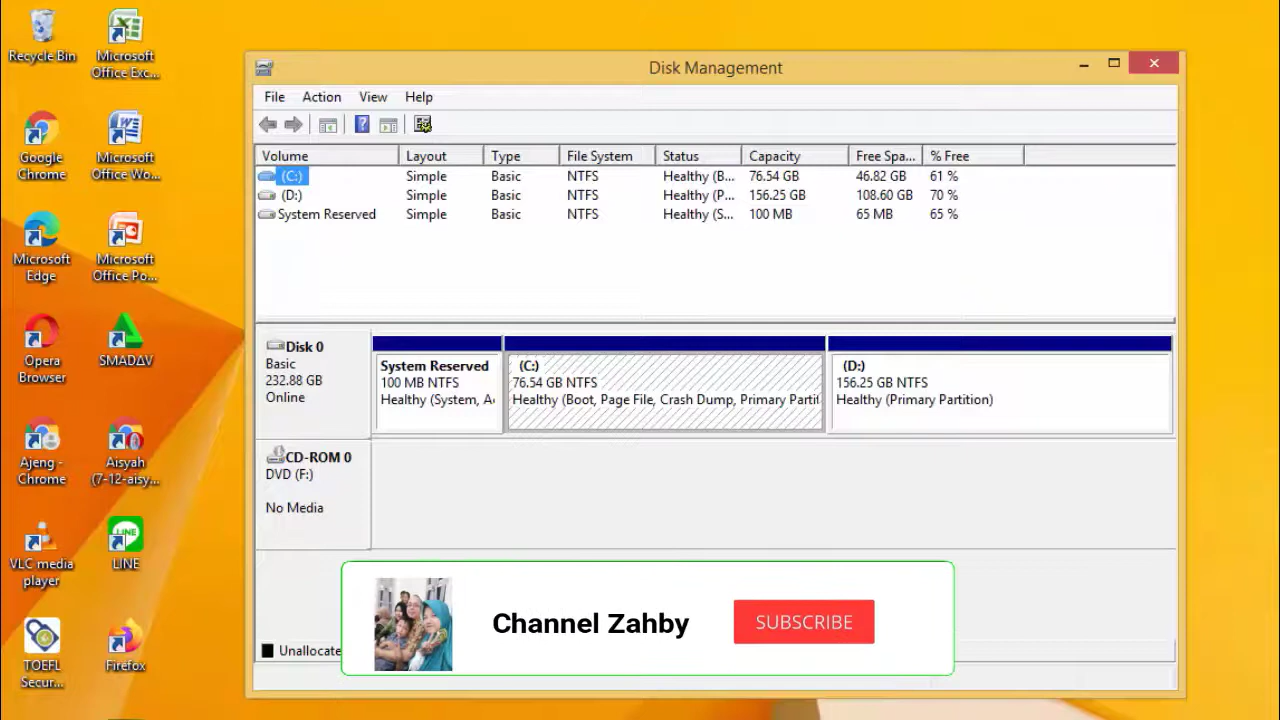 Recycle Bin
Microsoft
Office Exc...
Google
Chrome
Microsoft
Office Wo...
Microsoft
Edge
Microsoft
Office Po...
Opera
Browser
SMADΔV
Ajeng -
Chrome
Aisyah
(7-12-aisy...
VLC media
player
LINE
TOEFL
Secur...
Firefox
Disk Management
File Action View Help
Volume Layout Type File System Status Capacity Free Spa... % Free
(C:) Simple Basic NTFS Healthy (B... 76.54 GB 46.82 GB 61 %
(D:) Simple Basic NTFS Healthy (P... 156.25 GB 108.60 GB 70 %
System Reserved Simple Basic NTFS Healthy (S... 100 MB 65 MB 65 %
Disk 0
Basic
232.88 GB
Online
System Reserved
100 MB NTFS
Healthy (System, A
(C:)
76.54 GB NTFS
Healthy (Boot, Page File, Crash Dump, Primary Partit
(D:)
156.25 GB NTFS
Healthy (Primary Partition)
CD-ROM 0
DVD (F:)
No Media
Unallocate
Channel Zahby
SUBSCRIBE